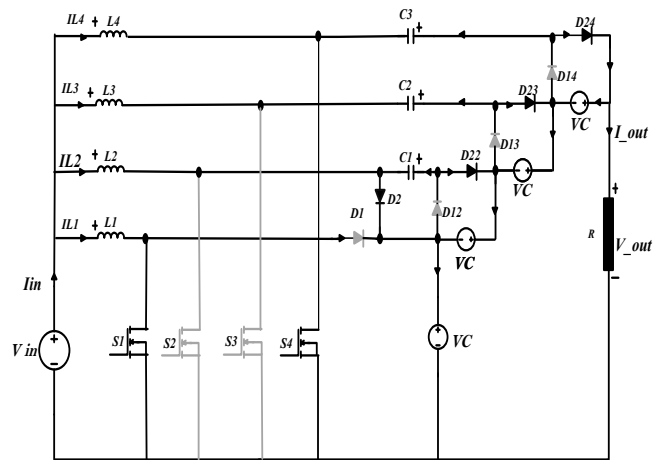 IL4 + L4 C3 + D24
IL3 + L3 C2 + D23 D14 VC I_out
IL2 + L2 C1 + D22 D13 VC
D2 D12
IL1 + L1 D1 VC
+ R V_out
Iin -
V in + - S1 S2 S3 S4 + - VC